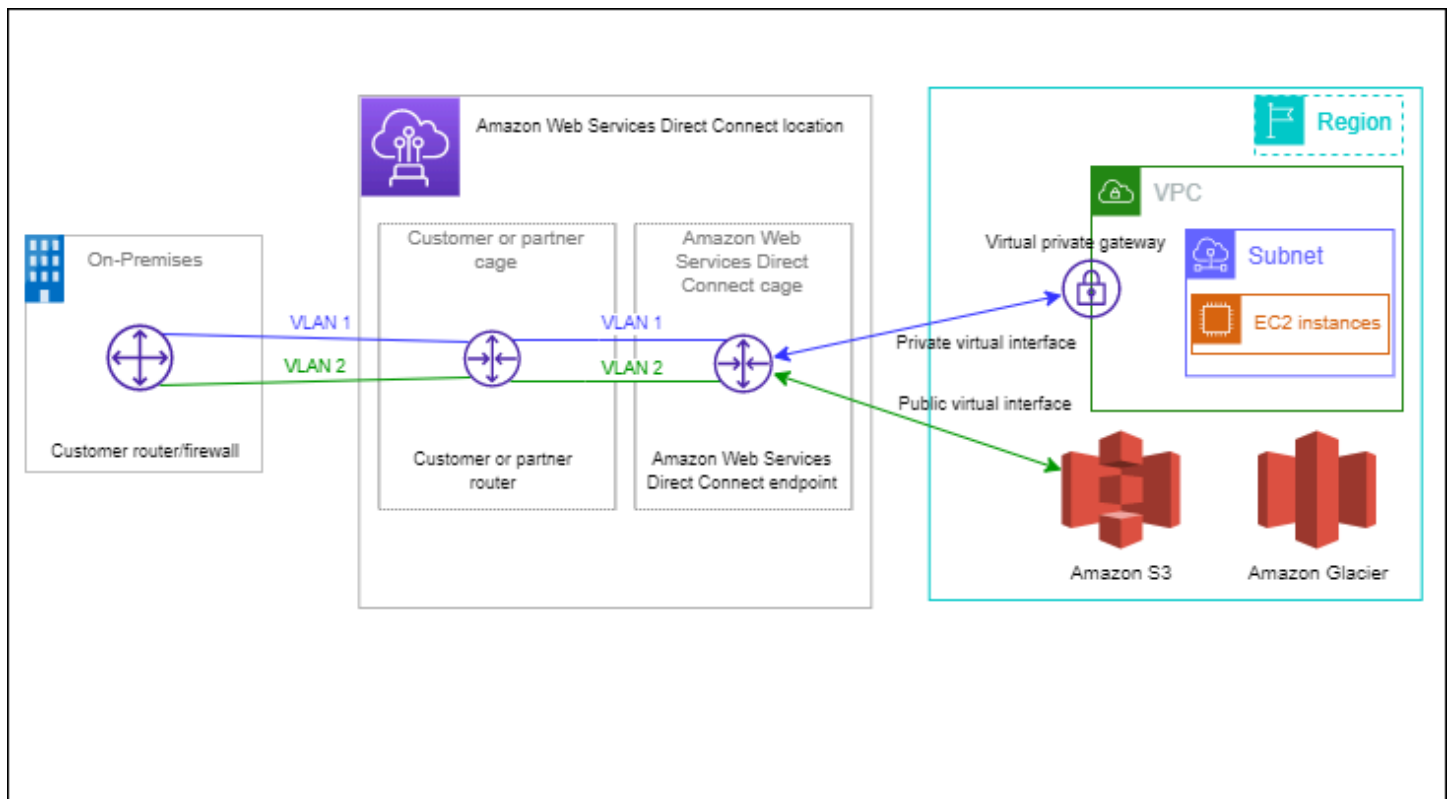 Amazon Web Services Direct Connect location
Region
VPC
On-Premises
Customer or partner
cage
Amazon Web
Services Direct
Connect cage
Virtual private gateway
Subnet
EC2 instances
VLAN 1
VLAN 1
VLAN 2
VLAN 2
Private virtual interface
Public virtual interface
Customer router/firewall
Customer or partner
router
Amazon Web Services
Direct Connect endpoint
Amazon S3
Amazon Glacier